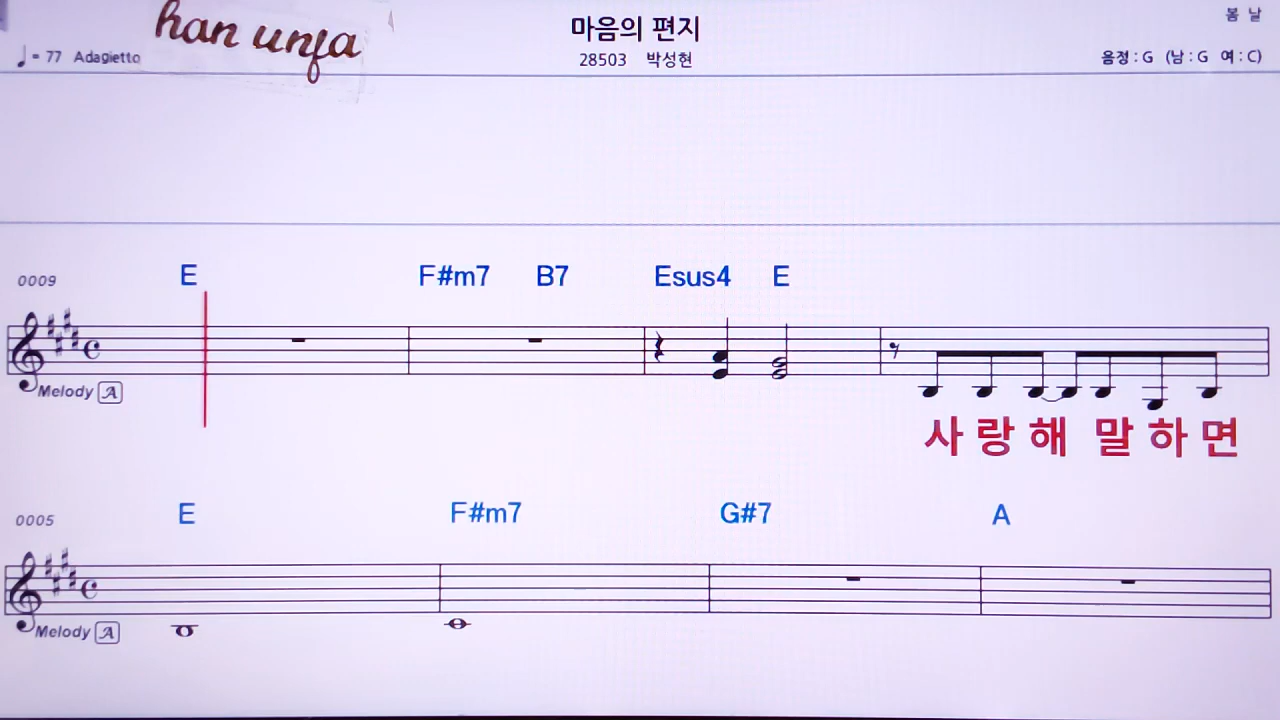 봄 날
han unja
마음의 편지
♩= 77 Adagietto
28503 박성현
음정 : G (남 : G 여 : C)
0009 E F#m7 B7 Esus4 E
Melody A
사 랑 해 말 하 면
0005 E F#m7 G#7 A
Melody A